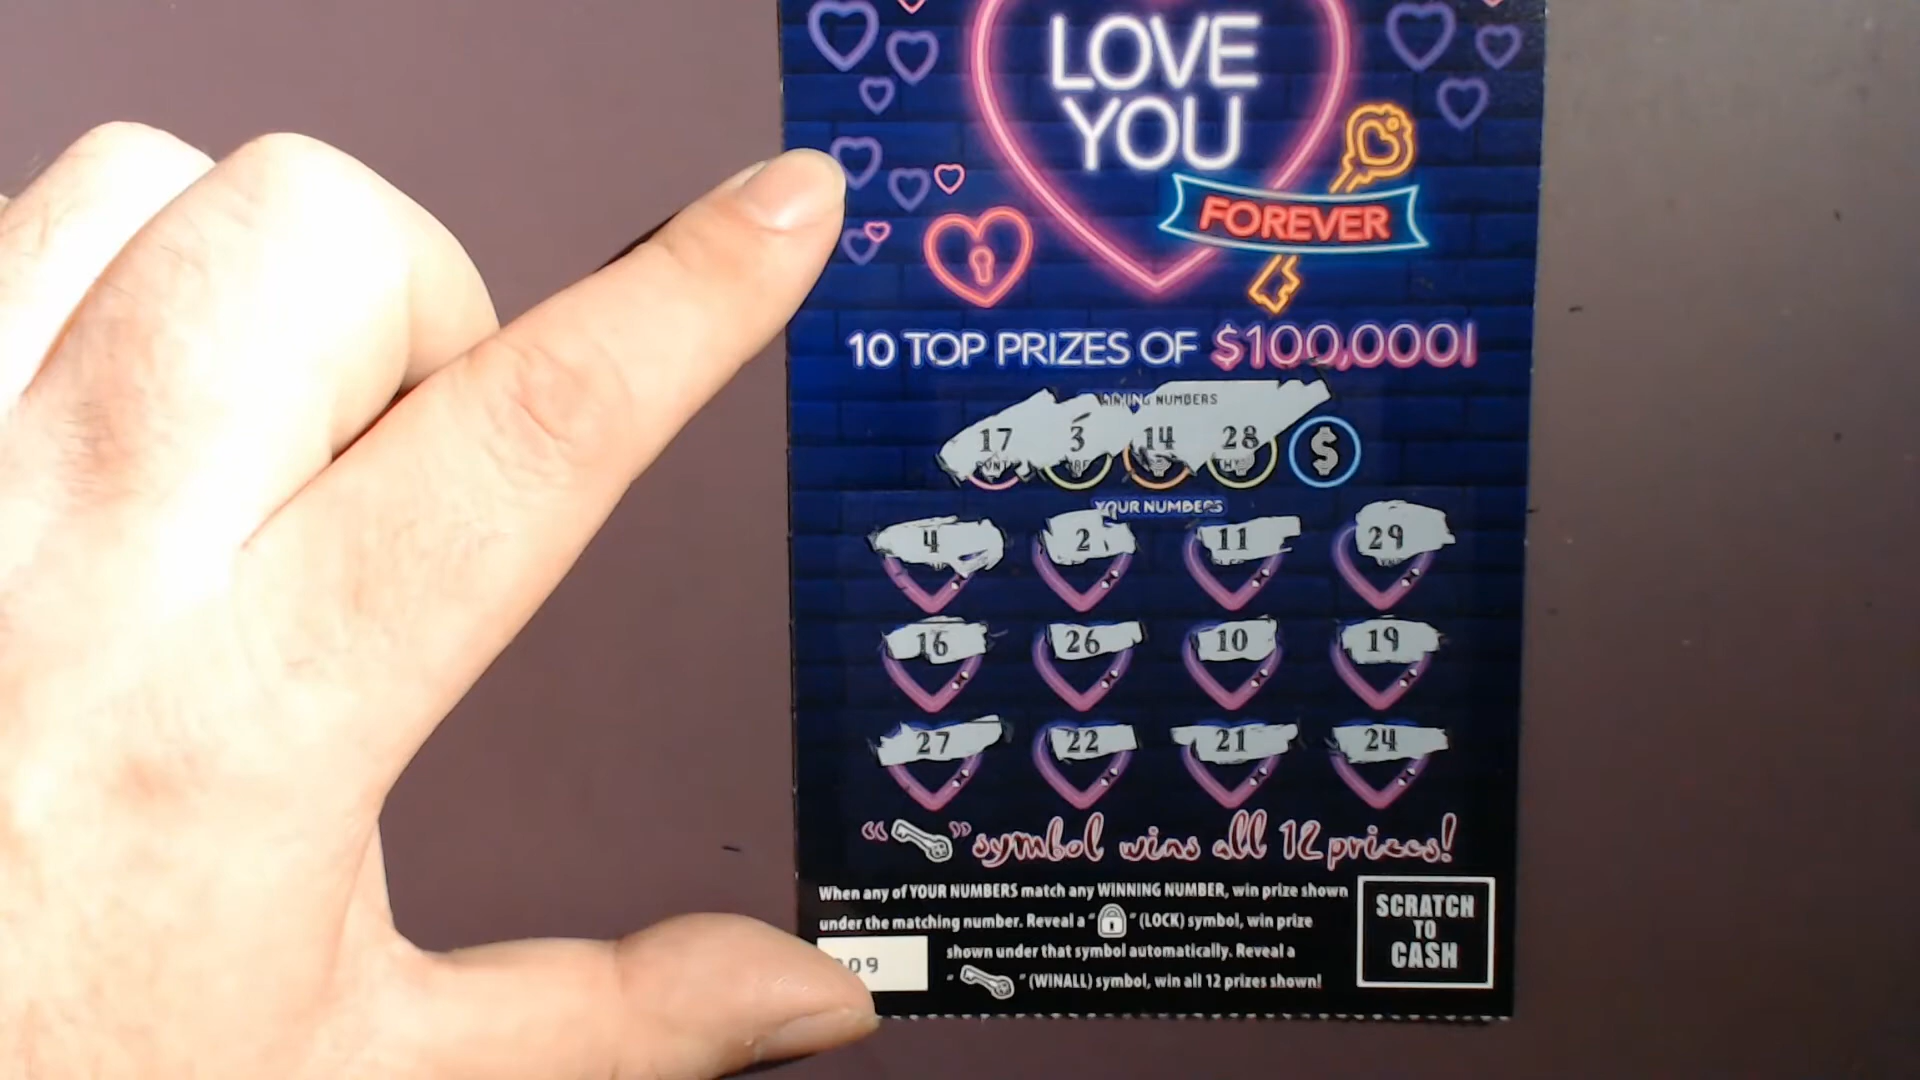 LOVE
YOU
FOREVER
10 TOP PRIZES OF $100,000!
WINNING NUMBERS
17 3 14 28 $
YOUR NUMBERS
4 2 11 29
16 26 10 19
27 22 21 24
“ ” symbol wins all 12 prizes!
When any of YOUR NUMBERS match any WINNING NUMBER, win prize shown
under the matching number. Reveal a “ ” (LOCK) symbol, win prize
shown under that symbol automatically. Reveal a
“ ” (WINALL) symbol, win all 12 prizes shown!
09
SCRATCH
TO
CASH